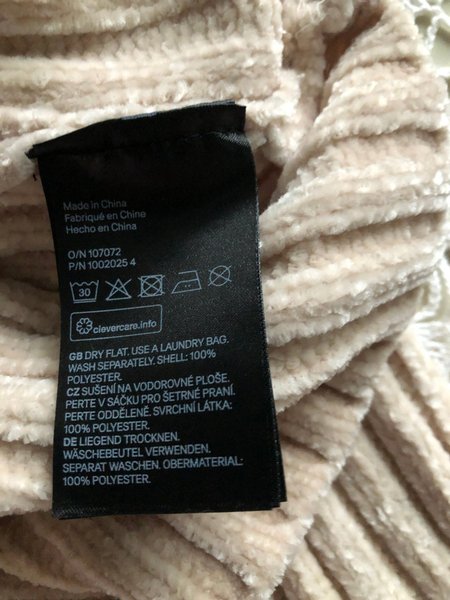 Made in China
Fabriqué en Chine
Hecho en China
O/N 107072
P/N 1002025 4
30
clevercare.info
GB DRY FLAT. USE A LAUNDRY BAG.
WASH SEPARATELY. SHELL: 100%
POLYESTER.
CZ SUŠENÍ NA VODOROVNÉ PLOŠE.
PERTE V SÁČKU PRO ŠETRNÉ PRANÍ.
PERTE ODDĚLENĚ. SVRCHNÍ LÁTKA:
100% POLYESTER.
DE LIEGEND TROCKNEN.
WÄSCHEBEUTEL VERWENDEN.
SEPARAT WASCHEN. OBERMATERIAL:
100% POLYESTER.